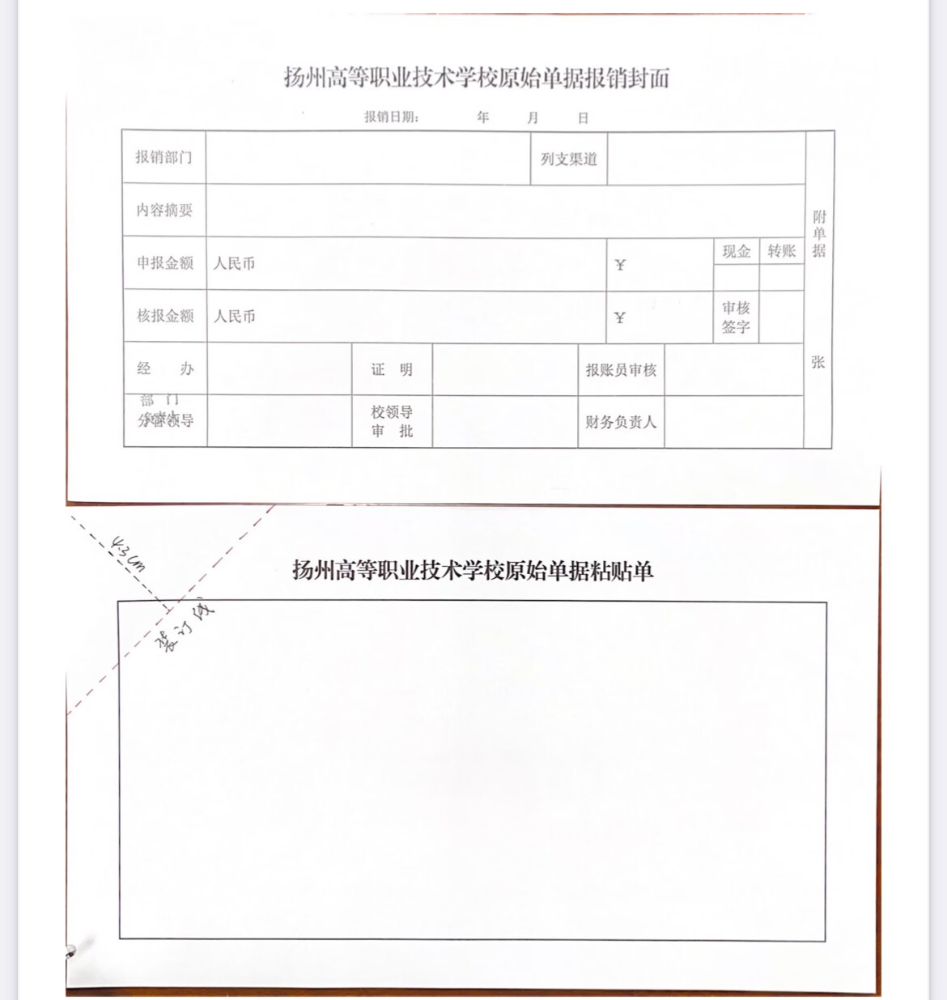 扬州高等职业技术学校原始单据报销封面
报销日期: 年 月 日
报销部门 列支渠道
内容摘要
附单据 张
申报金额 人民币 ¥ 现金 转账
核报金额 人民币 ¥ 审核签字
经 办 证 明 报账员审核
部 门
分管领导 校领导审 批 财务负责人
4.3cm
扬州高等职业技术学校原始单据粘贴单
装订线